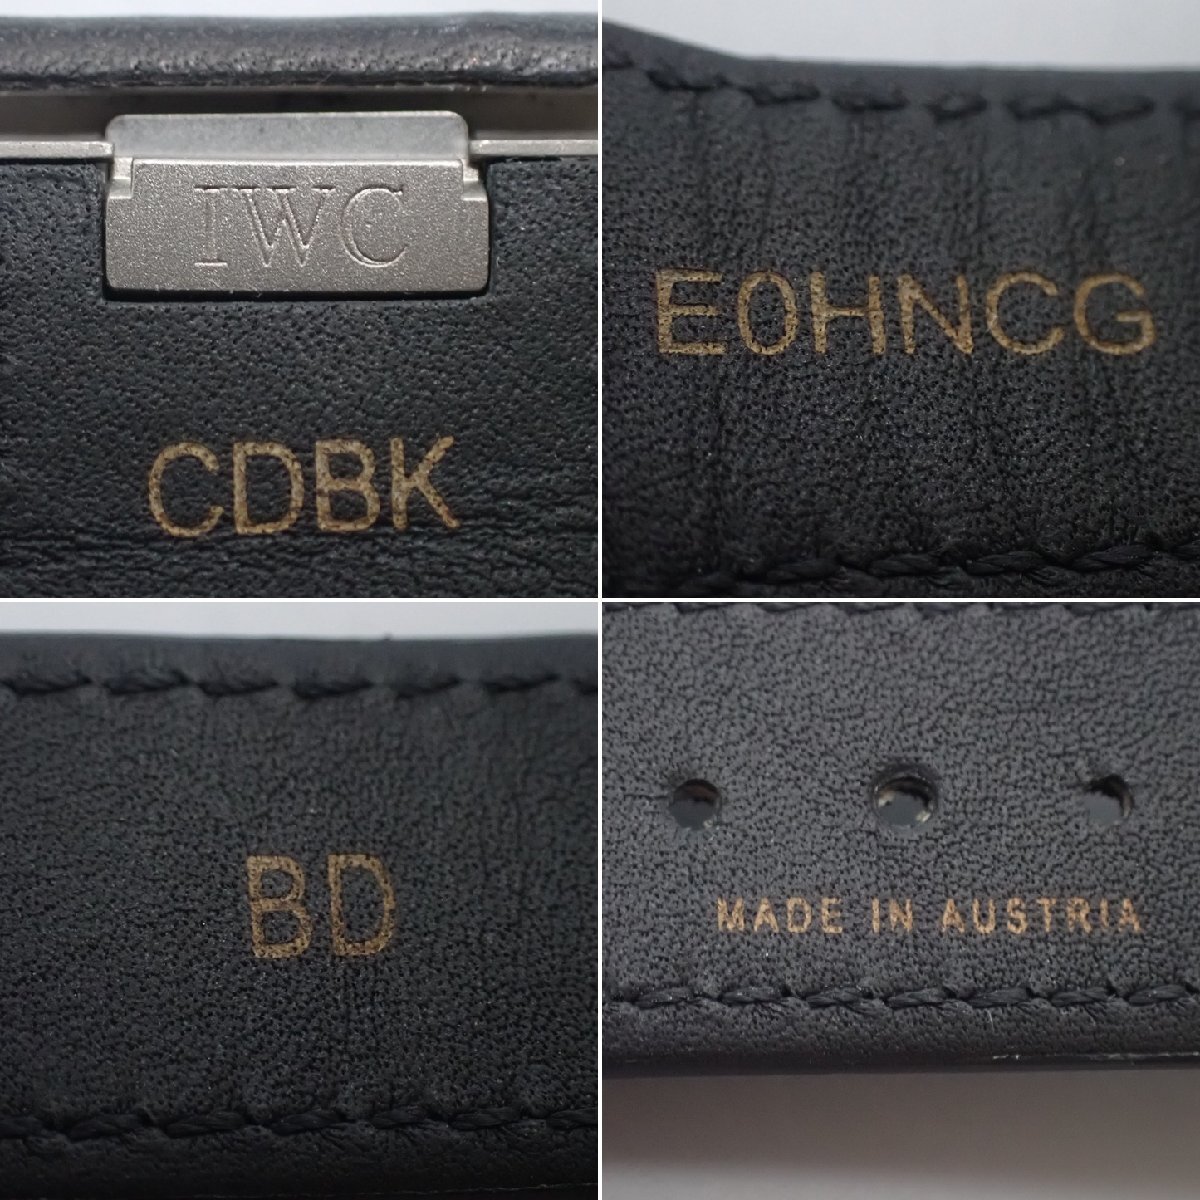 IWC
CDBK
E0HNCG
BD
MADE IN AUSTRIA